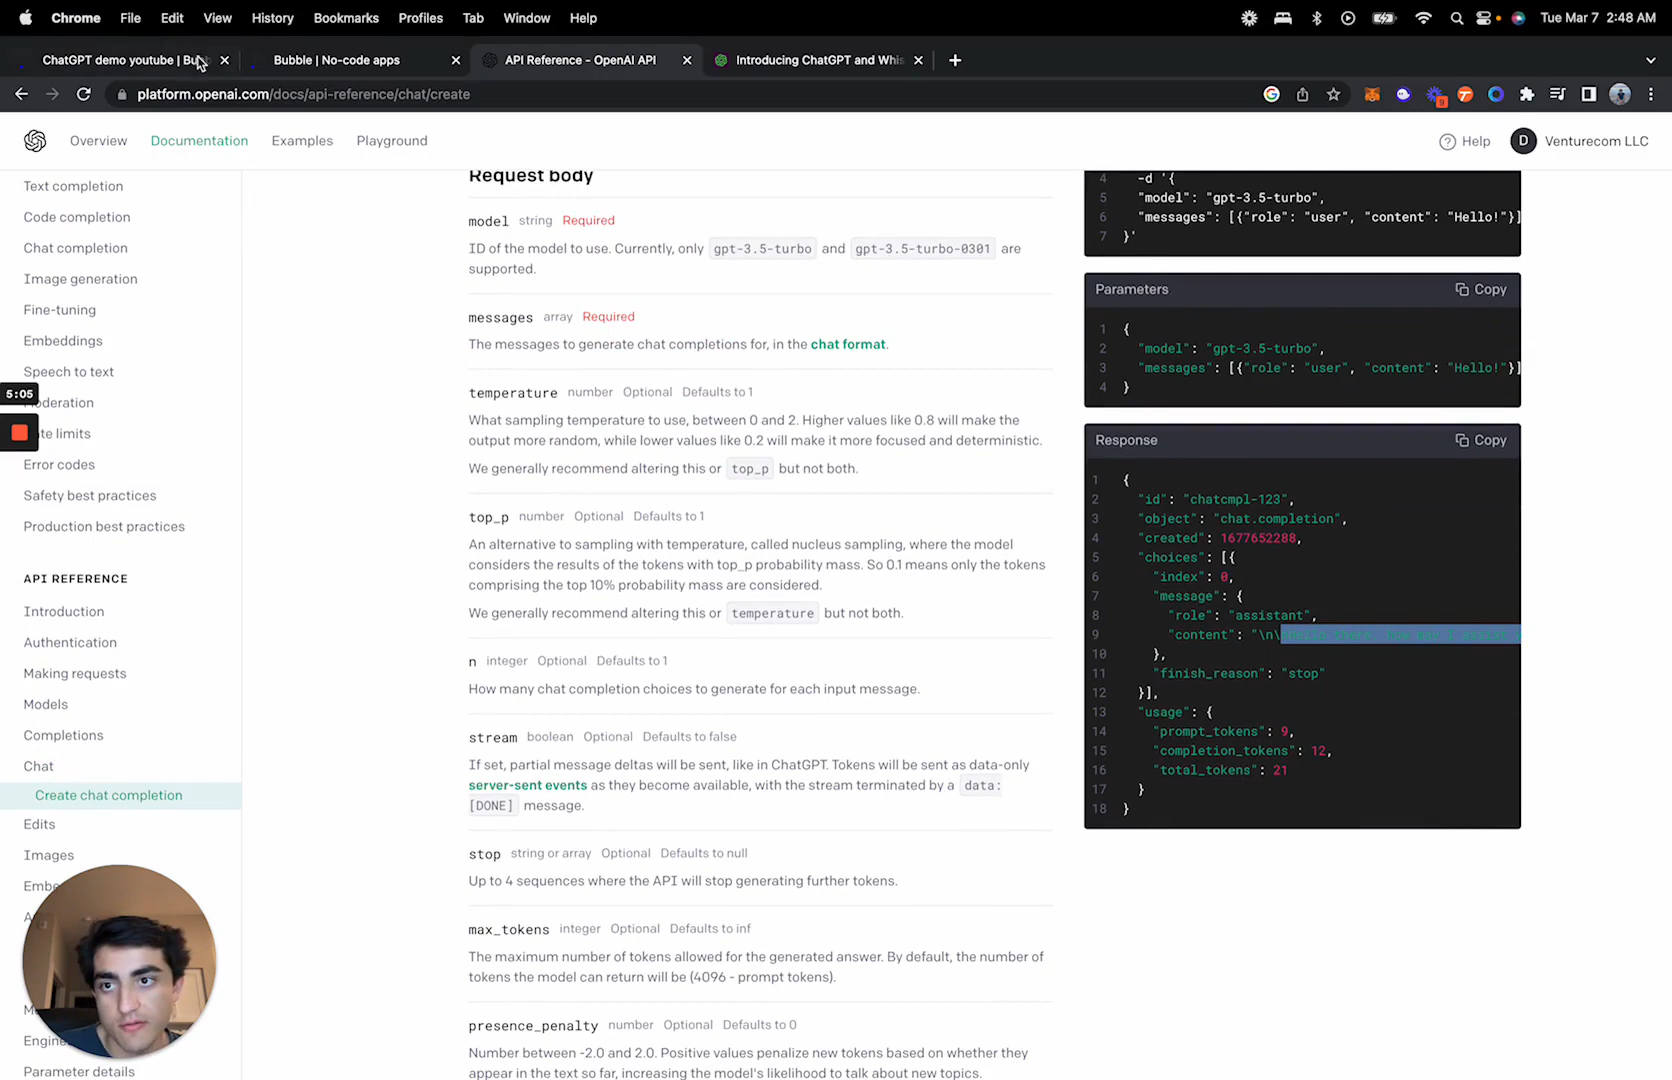 Chrome File Edit View History Bookmarks Profiles Tab Window Help
Tue Mar 7 2:48 AM
ChatGPT demo youtube | Bubb
Bubble | No-code apps
API Reference - OpenAI API
Introducing ChatGPT and Whis
platform.openai.com/docs/api-reference/chat/create
9
Overview Documentation Examples Playground
Help
D Venturecom LLC
Text completion
Code completion
Chat completion
Image generation
Fine-tuning
Embeddings
Speech to text
5:05
Moderation
ate limits
Error codes
Safety best practices
Production best practices
API REFERENCE
Introduction
Authentication
Making requests
Models
Completions
Chat
Create chat completion
Edits
Images
Embe
A
M
Engine
Parameter details
Request body
model string Required
ID of the model to use. Currently, only gpt-3.5-turbo and gpt-3.5-turbo-0301 are
supported.
messages array Required
The messages to generate chat completions for, in the chat format.
temperature number Optional Defaults to 1
What sampling temperature to use, between 0 and 2. Higher values like 0.8 will make the
output more random, while lower values like 0.2 will make it more focused and deterministic.
We generally recommend altering this or top_p but not both.
top_p number Optional Defaults to 1
An alternative to sampling with temperature, called nucleus sampling, where the model
considers the results of the tokens with top_p probability mass. So 0.1 means only the tokens
comprising the top 10% probability mass are considered.
We generally recommend altering this or temperature but not both.
n integer Optional Defaults to 1
How many chat completion choices to generate for each input message.
stream boolean Optional Defaults to false
If set, partial message deltas will be sent, like in ChatGPT. Tokens will be sent as data-only
server-sent events as they become available, with the stream terminated by a data:
[DONE] message.
stop string or array Optional Defaults to null
Up to 4 sequences where the API will stop generating further tokens.
max_tokens integer Optional Defaults to inf
The maximum number of tokens allowed for the generated answer. By default, the number of
tokens the model can return will be (4096 - prompt tokens).
presence_penalty number Optional Defaults to 0
Number between -2.0 and 2.0. Positive values penalize new tokens based on whether they
appear in the text so far, increasing the model's likelihood to talk about new topics.
4 -d '{
5 "model": "gpt-3.5-turbo",
6 "messages": [{"role": "user", "content": "Hello!"}]
7 }'
Parameters Copy
1 {
2 "model": "gpt-3.5-turbo",
3 "messages": [{"role": "user", "content": "Hello!"}]
4 }
Response Copy
1 {
2 "id": "chatcmpl-123",
3 "object": "chat.completion",
4 "created": 1677652288,
5 "choices": [{
6 "index": 0,
7 "message": {
8 "role": "assistant",
9 "content": "\n\
10 },
11 "finish_reason": "stop"
12 }],
13 "usage": {
14 "prompt_tokens": 9,
15 "completion_tokens": 12,
16 "total_tokens": 21
17 }
18 }